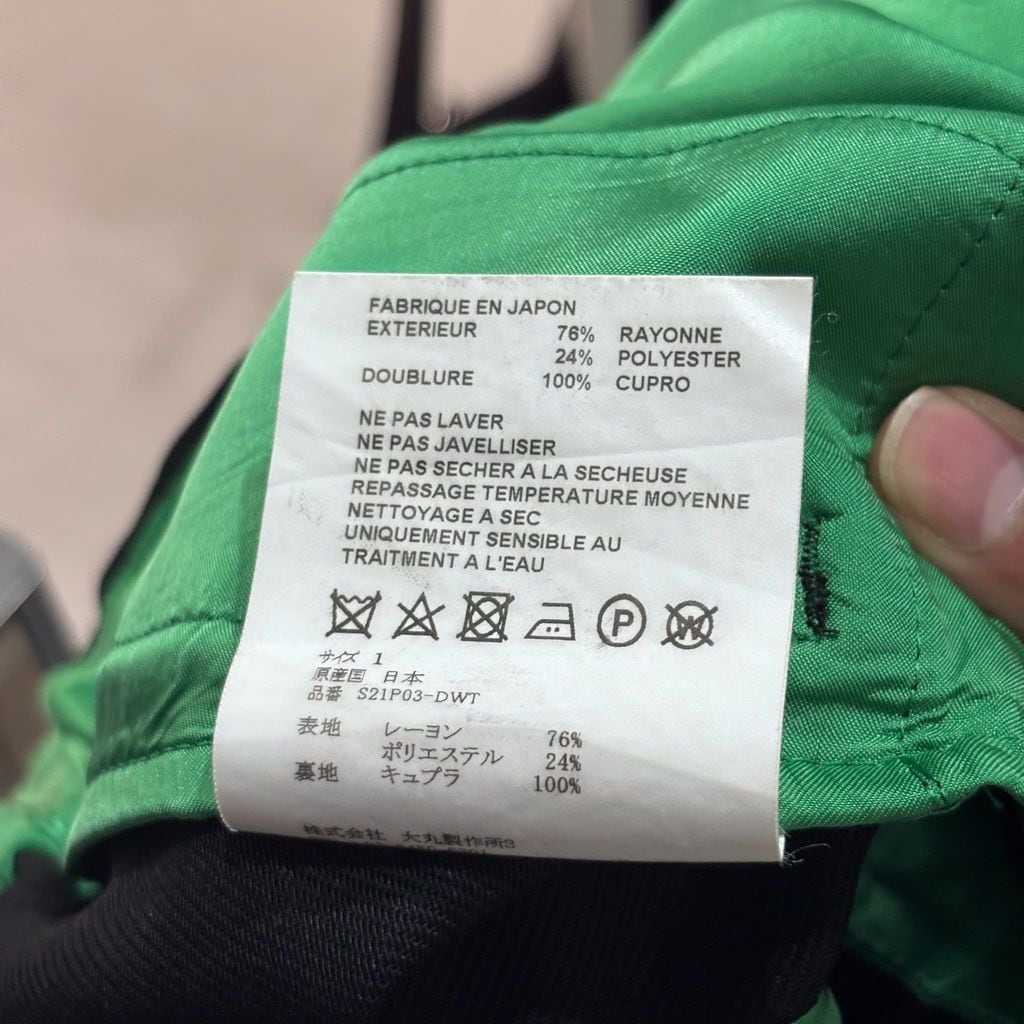 FABRIQUE EN JAPON
EXTERIEUR 76% RAYONNE
24% POLYESTER
DOUBLURE 100% CUPRO
NE PAS LAVER
NE PAS JAVELLISER
NE PAS SECHER A LA SECHEUSE
REPASSAGE TEMPERATURE MOYENNE
NETTOYAGE A SEC
UNIQUEMENT SENSIBLE AU
TRAITMENT A L'EAU
P W
サイズ 1
原産国 日本
品番 S21P03-DWT
表地 レーヨン 76%
ポリエステル 24%
裏地 キュプラ 100%
株式会社 大丸製作所3